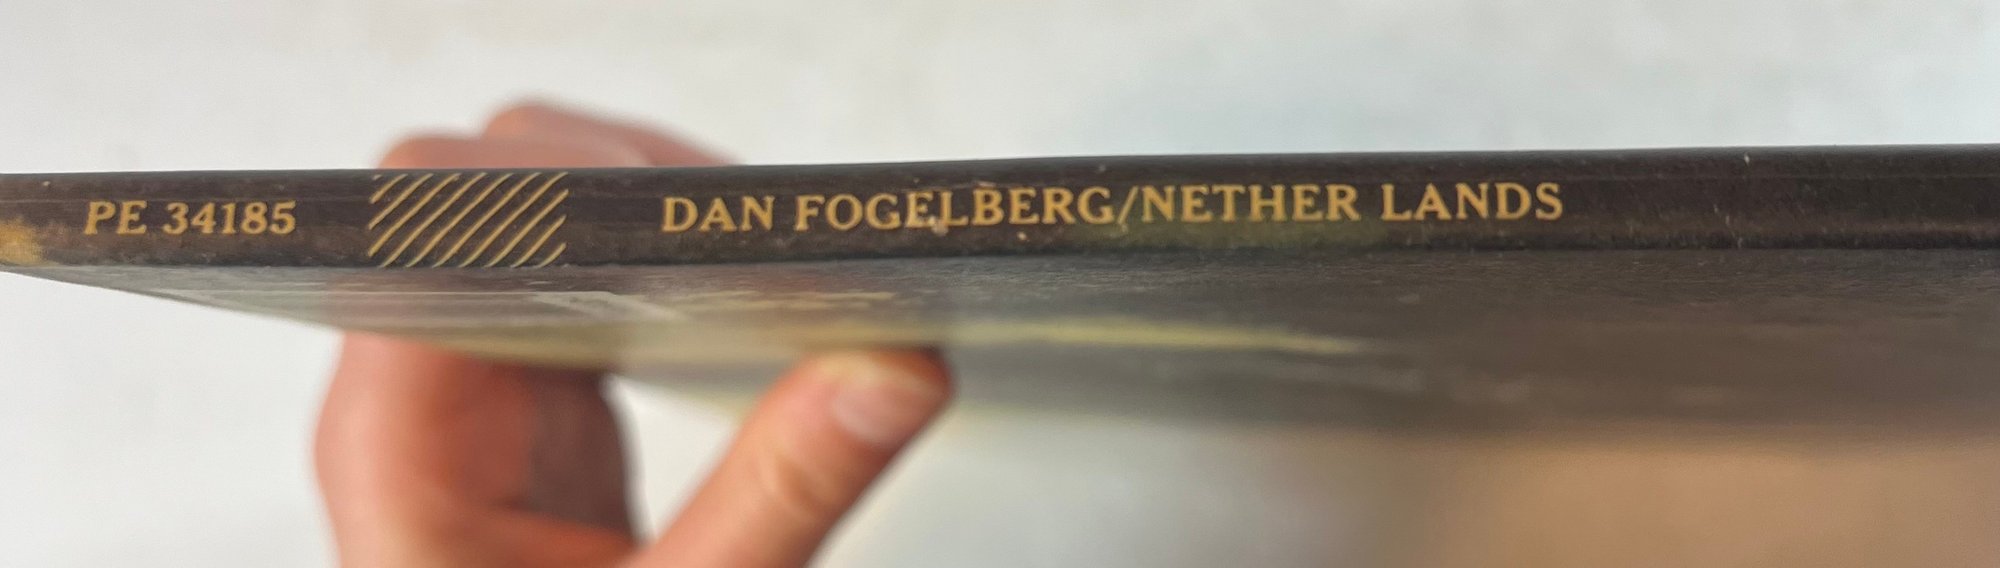 PE 34185 DAN FOGELBERG/NETHER LANDS